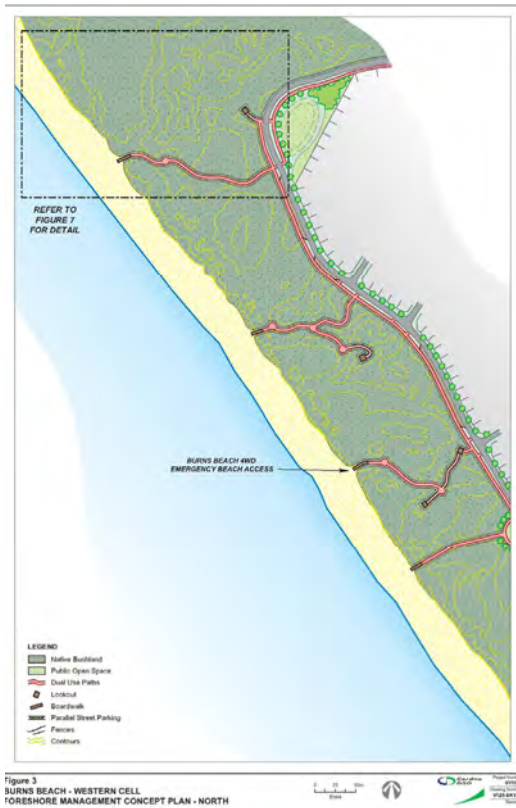 REFER TO
FIGURE 7
FOR DETAIL
BURNS BEACH 4WD
EMERGENCY BEACH ACCESS
LEGEND
Native Bushland
Public Open Space
Dual Use Paths
Lookout
Boardwalk
Parallel Street Parking
Fences
Contours
Figure 3
BURNS BEACH - WESTERN CELL
FORESHORE MANAGEMENT CONCEPT PLAN - NORTH